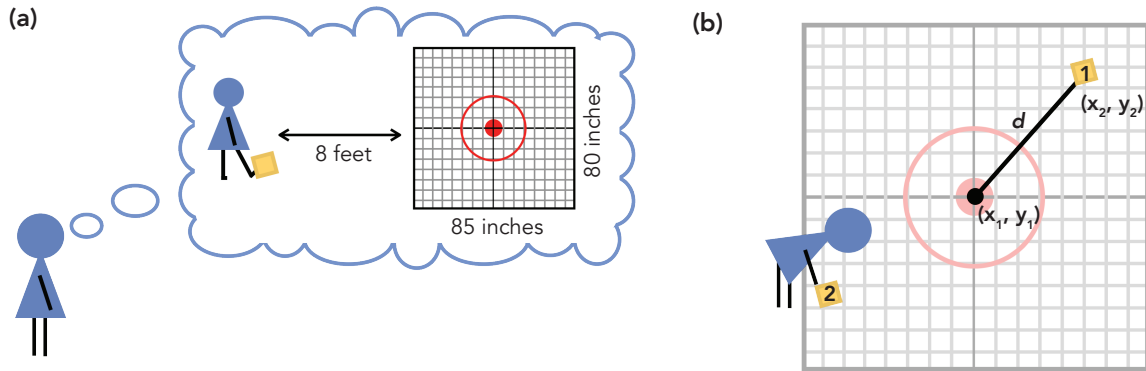 (a)
8 feet
80 inches
85 inches
(b)
1
(x₂, y₂)
d
(x₁, y₁)
2